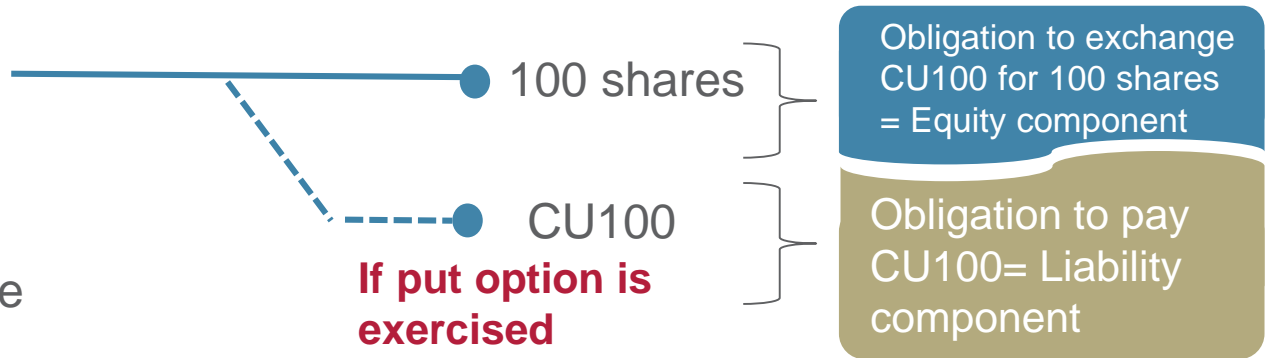 100 shares
Obligation to exchange
CU100 for 100 shares
= Equity component
CU100
If put option is
exercised
e
Obligation to pay
CU100= Liability
component